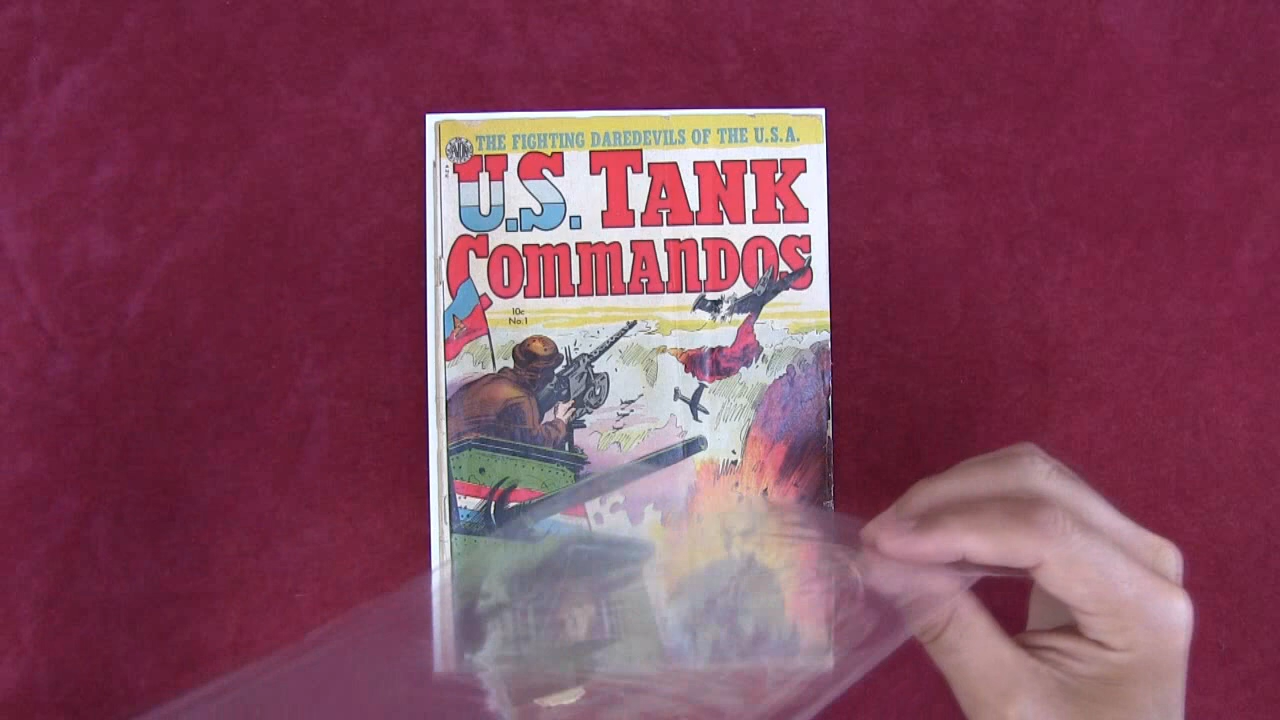 THE FIGHTING DAREDEVILS OF THE U.S.A.
U.S. TANK
COMMANDOS
10c
No.1